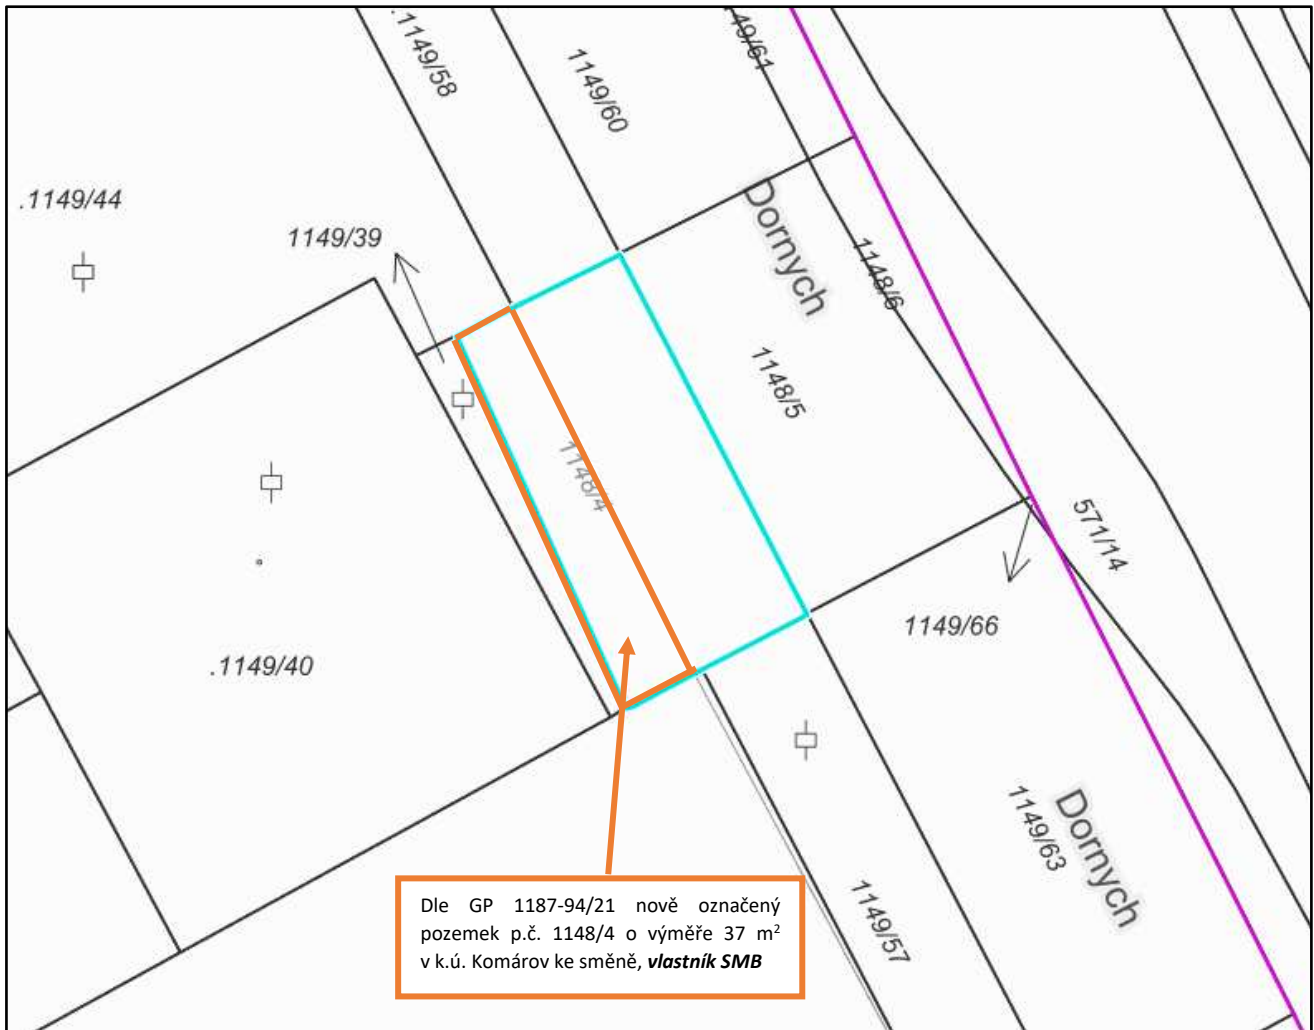 .1149/58
1149/60
49/61
.1149/44
1149/39
Dornych
1148/6
1148/5
1148/4
571/14
1149/66
.1149/40
Dornych
1149/63
1149/57
Dle GP 1187-94/21 nově označený
pozemek p.č. 1148/4 o výměře 37 m²
v k.ú. Komárov ke směně, vlastník SMB